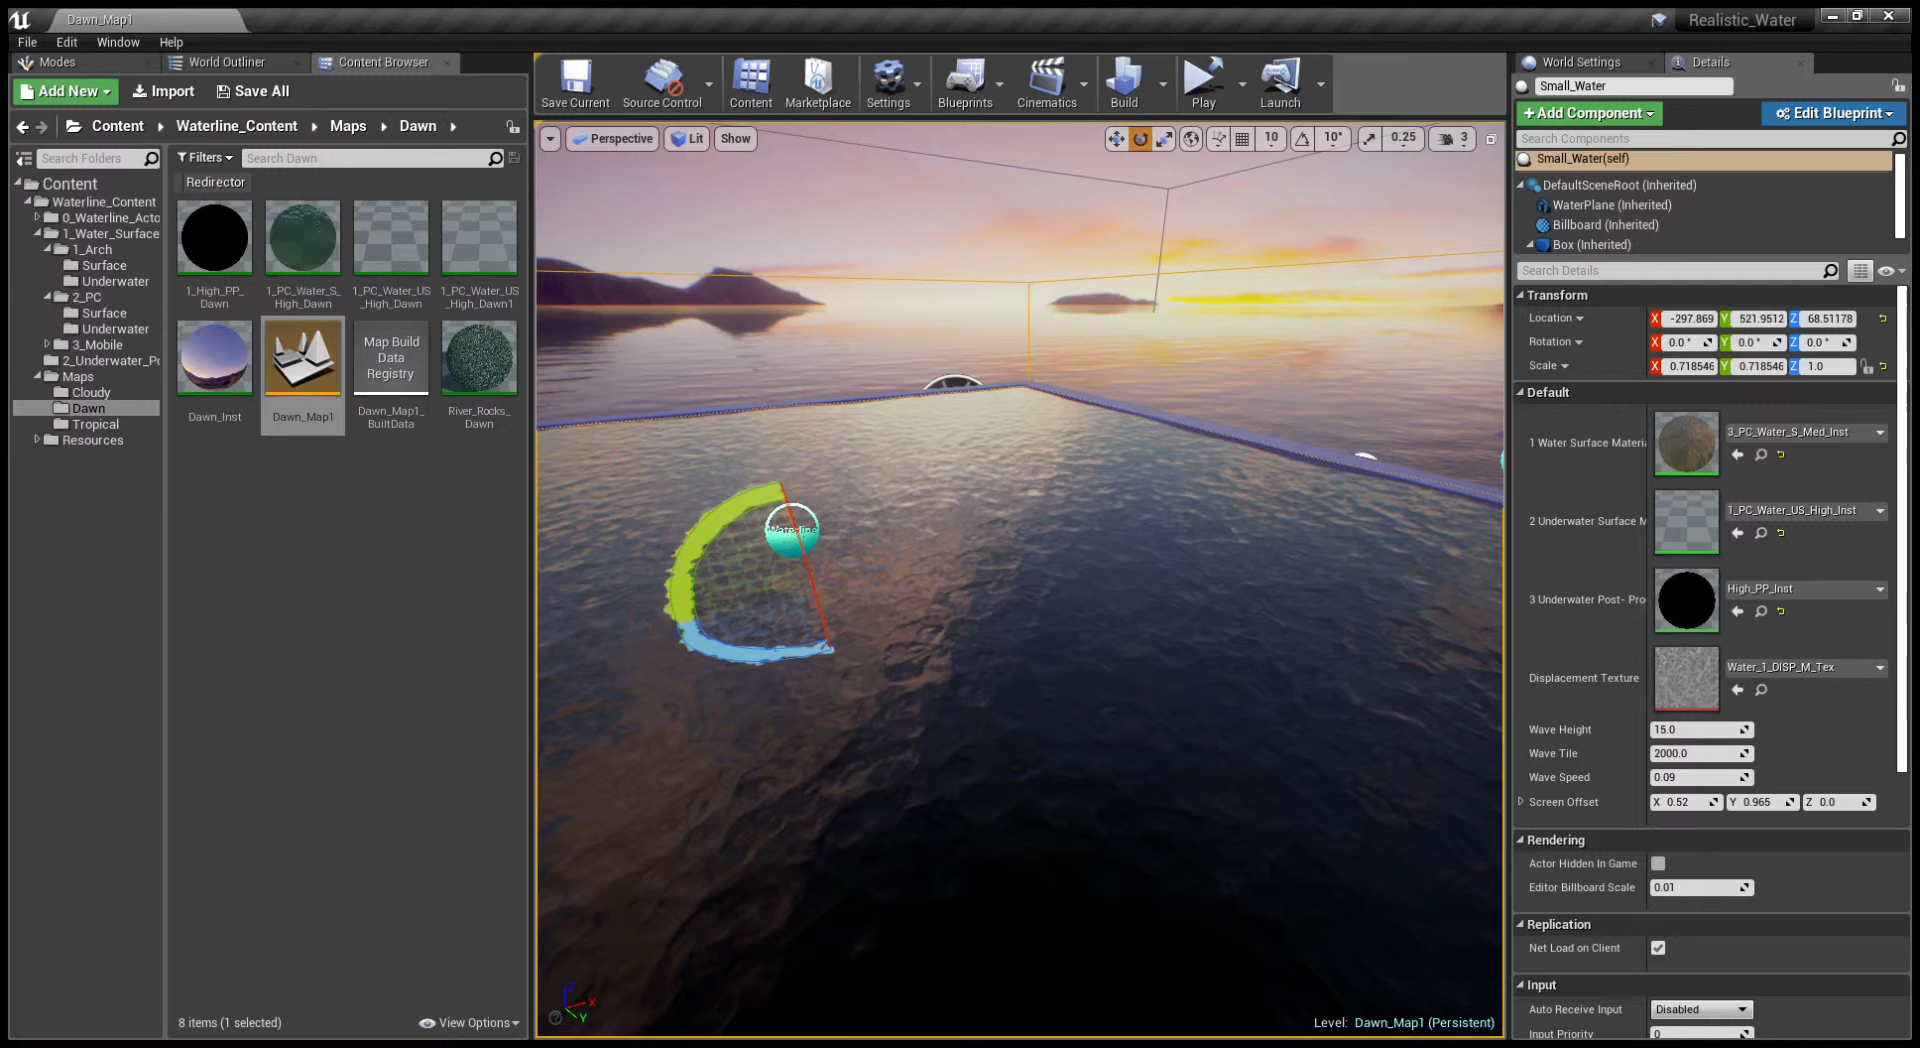 Dawn_Map1
Realistic_Water
File Edit Window Help
Modes
World Outliner
Content Browser
Add New
Import
Save All
Content
Waterline_Content
Maps
Dawn
Search Folders
Filters
Search Dawn
Redirector
Content
Waterline_Content
0_Waterline_Acto
1_Water_Surface
1_Arch
Surface
Underwater
2_PC
Surface
Underwater
3_Mobile
2_Underwater_Po
Maps
Cloudy
Dawn
Tropical
Resources
1_High_PP_
Dawn
1_PC_Water_S_
High_Dawn
1_PC_Water_US
_High_Dawn
1_PC_Water_US
_High_Dawn1
Map Build
Data
Registry
Dawn_Inst
Dawn_Map1
Dawn_Map1_
BuiltData
River_Rocks_
Dawn
8 items (1 selected)
View Options
Save Current
Source Control
Content
Marketplace
Settings
Blueprints
Cinematics
Build
Play
Launch
Perspective
Lit
Show
10
10°
0.25
3
Waterline
X
Y
Z
Level: Dawn_Map1 (Persistent)
World Settings
Details
Small_Water
Add Component
Edit Blueprint
Search Components
Small_Water(self)
DefaultSceneRoot (Inherited)
WaterPlane (Inherited)
Billboard (Inherited)
Box (Inherited)
Search Details
Transform
Location X -297.869 Y 521.9512 Z 68.51178
Rotation X 0.0 ° Y 0.0 ° Z 0.0 °
Scale X 0.718546 Y 0.718546 Z 1.0
Default
1 Water Surface Materia
3_PC_Water_S_Med_Inst
2 Underwater Surface M
1_PC_Water_US_High_Inst
3 Underwater Post- Pro
High_PP_Inst
Displacement Texture
Water_1_DISP_M_Tex
Wave Height 15.0
Wave Tile 2000.0
Wave Speed 0.09
Screen Offset X 0.52 Y 0.965 Z 0.0
Rendering
Actor Hidden In Game
Editor Billboard Scale 0.01
Replication
Net Load on Client
Input
Auto Receive Input Disabled
Input Priority 0